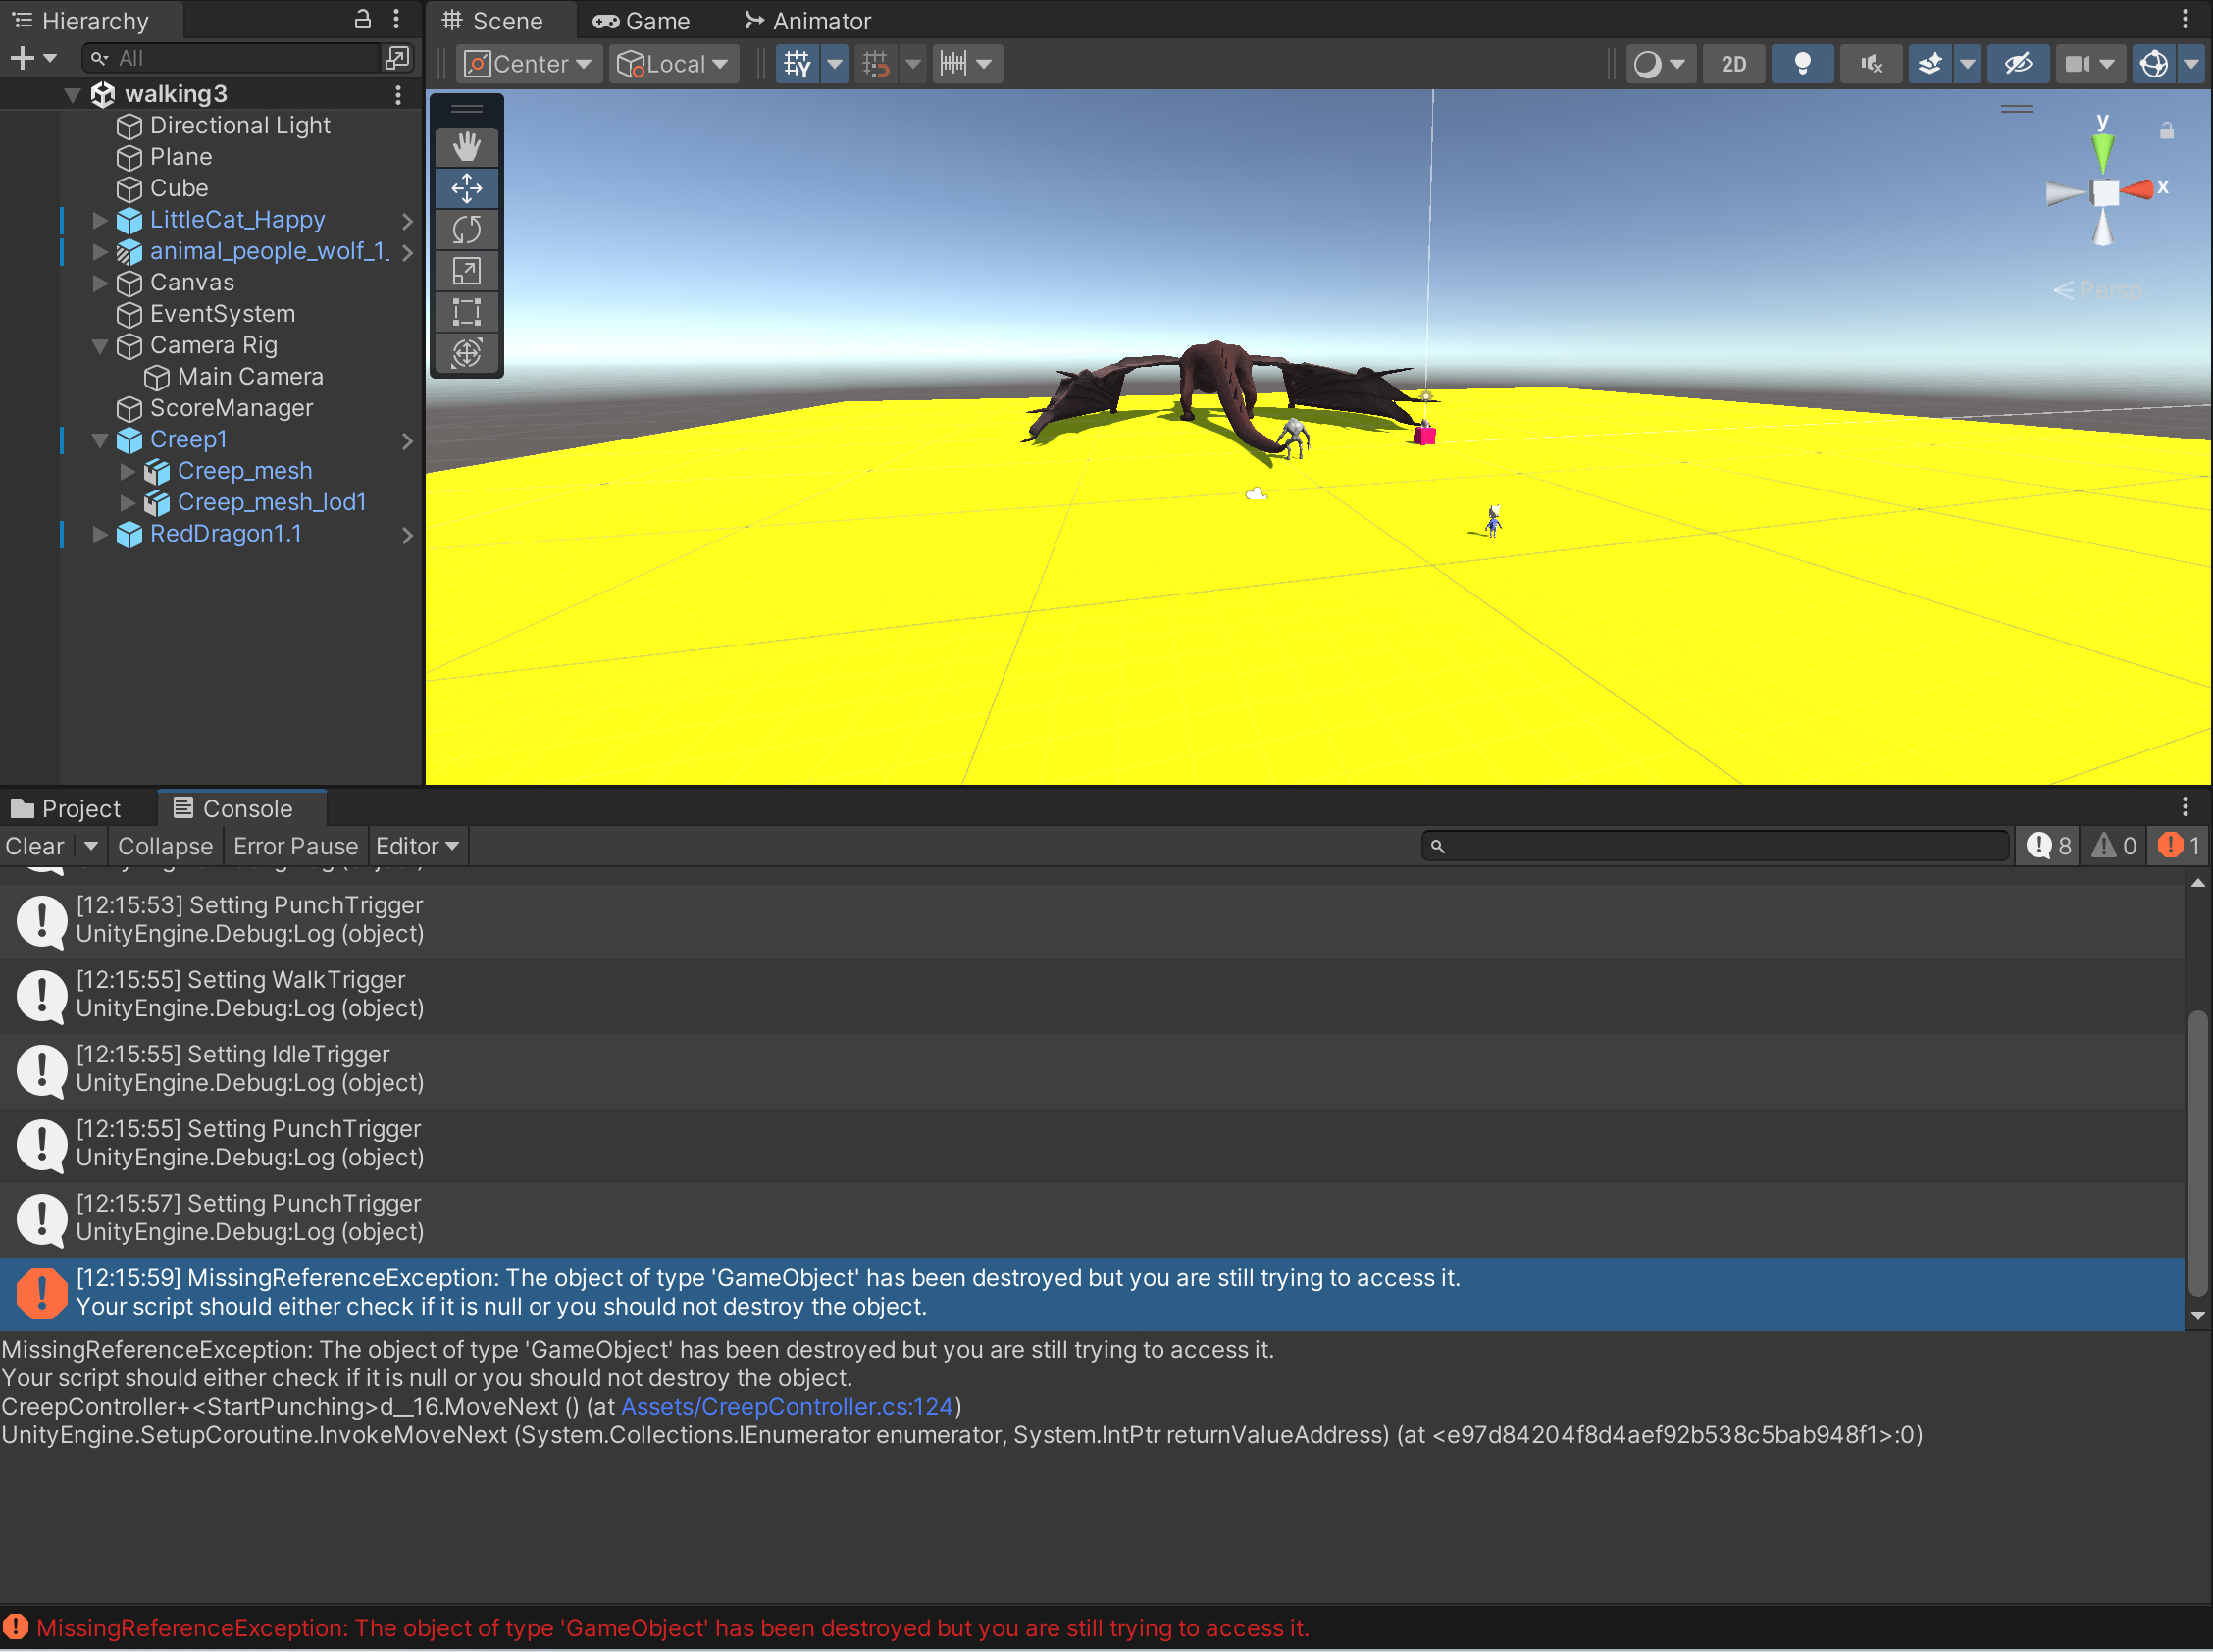 Hierarchy
All
walking3
Directional Light
Plane
Cube
LittleCat_Happy
animal_people_wolf_1_
Canvas
EventSystem
Camera Rig
Main Camera
ScoreManager
Creep1
Creep_mesh
Creep_mesh_lod1
RedDragon1.1
Scene Game Animator
Center Local 2D
y
x
Persp
Project Console
Clear Collapse Error Pause Editor 8 0 1
[12:15:53] Setting PunchTrigger
UnityEngine.Debug:Log (object)
[12:15:55] Setting WalkTrigger
UnityEngine.Debug:Log (object)
[12:15:55] Setting IdleTrigger
UnityEngine.Debug:Log (object)
[12:15:55] Setting PunchTrigger
UnityEngine.Debug:Log (object)
[12:15:57] Setting PunchTrigger
UnityEngine.Debug:Log (object)
[12:15:59] MissingReferenceException: The object of type 'GameObject' has been destroyed but you are still trying to access it.
Your script should either check if it is null or you should not destroy the object.
MissingReferenceException: The object of type 'GameObject' has been destroyed but you are still trying to access it.
Your script should either check if it is null or you should not destroy the object.
CreepController+<StartPunching>d__16.MoveNext () (at Assets/CreepController.cs:124)
UnityEngine.SetupCoroutine.InvokeMoveNext (System.Collections.IEnumerator enumerator, System.IntPtr returnValueAddress) (at <e97d84204f8d4aef92b538c5bab948f1>:0)
MissingReferenceException: The object of type 'GameObject' has been destroyed but you are still trying to access it.